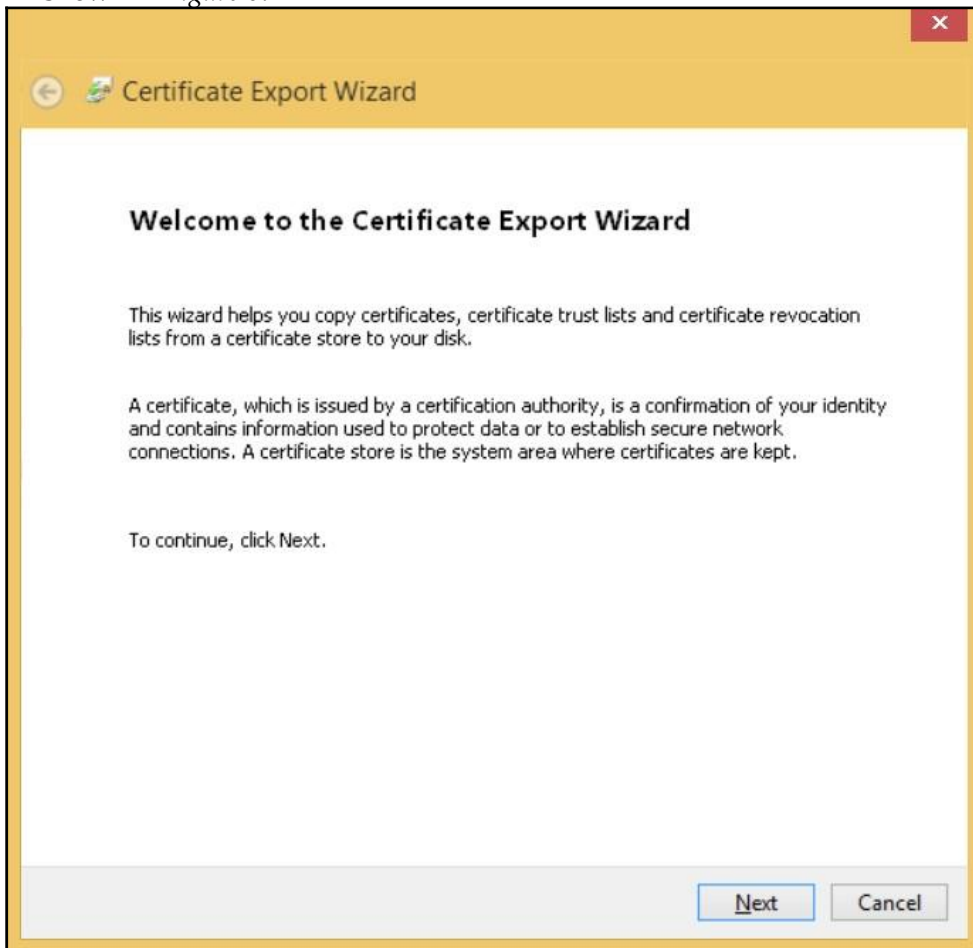 Certificate Export Wizard
Welcome to the Certificate Export Wizard
This wizard helps you copy certificates, certificate trust lists and certificate revocation
lists from a certificate store to your disk.
A certificate, which is issued by a certification authority, is a confirmation of your identity
and contains information used to protect data or to establish secure network
connections. A certificate store is the system area where certificates are kept.
To continue, click Next.
Next Cancel